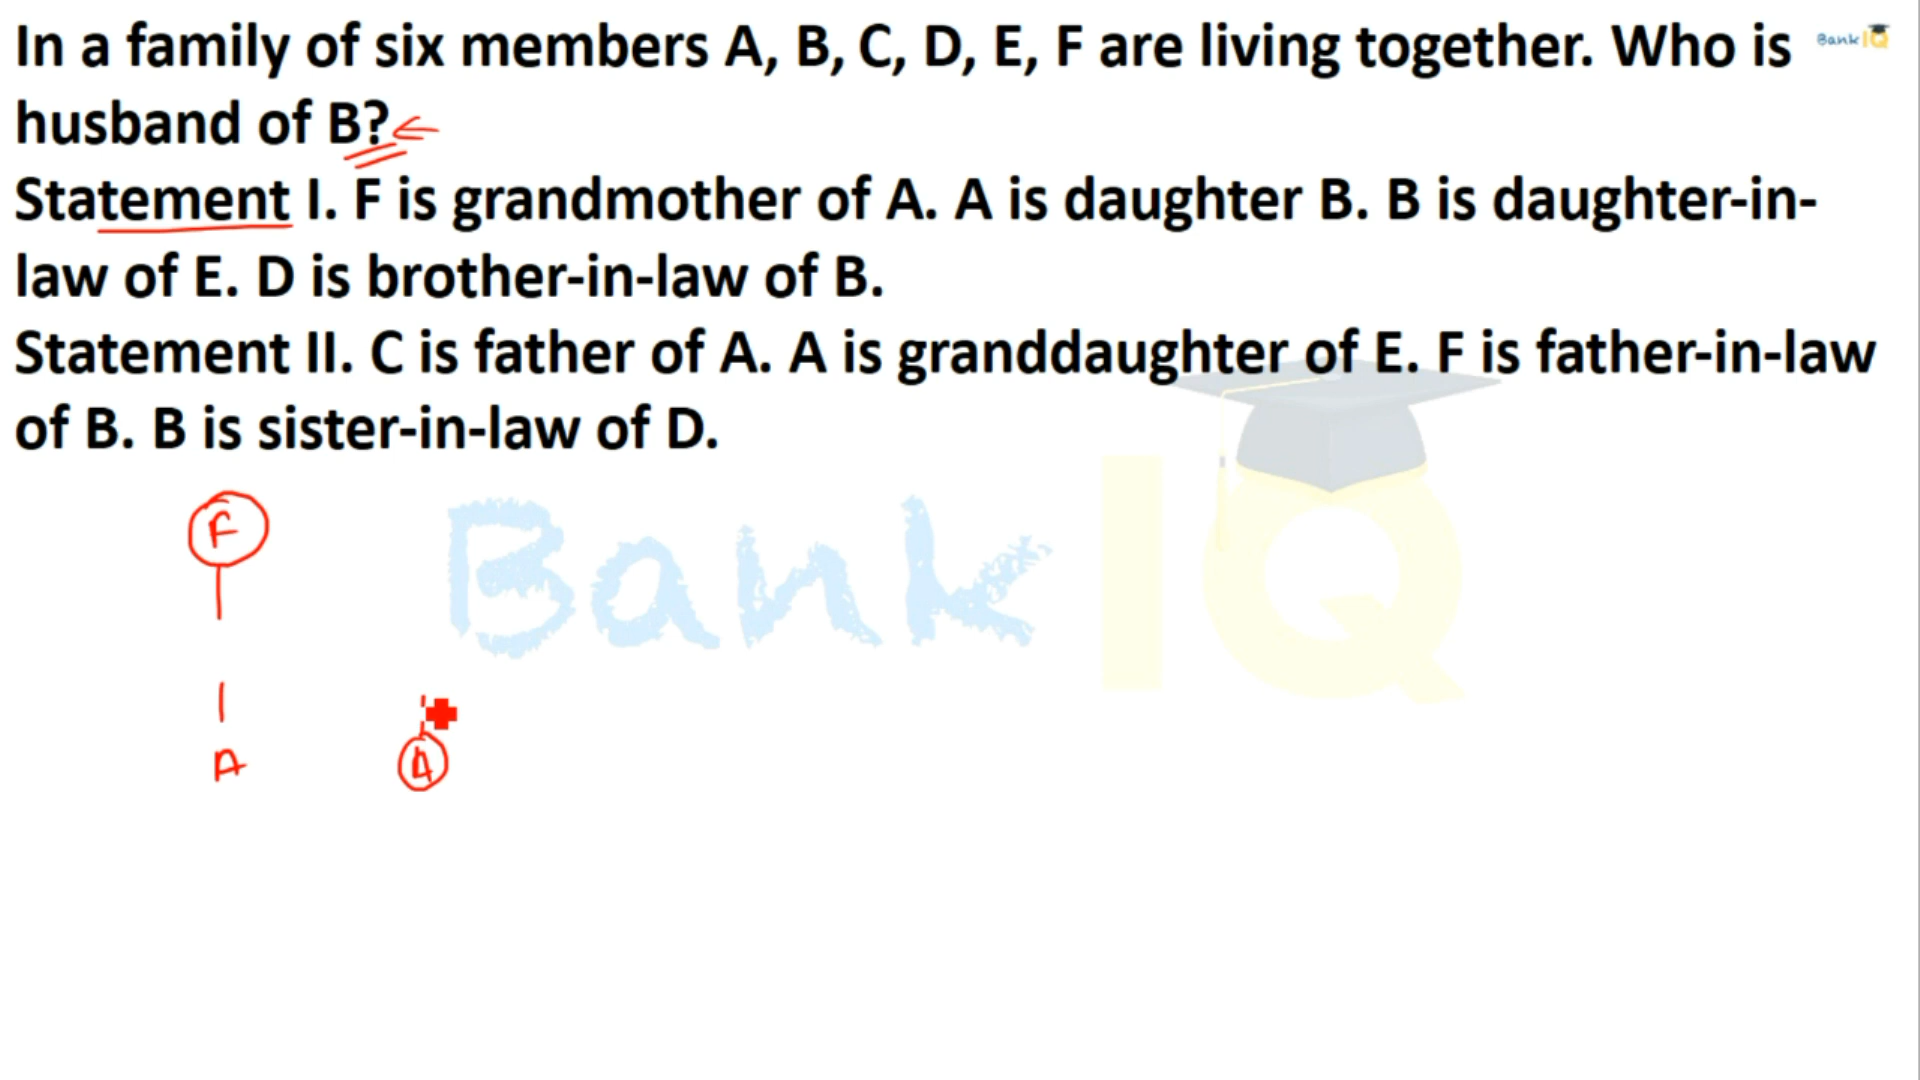 In a family of six members A, B, C, D, E, F are living together. Who is
Bank IQ
husband of B?
Statement I. F is grandmother of A. A is daughter B. B is daughter-in-
law of E. D is brother-in-law of B.
Statement II. C is father of A. A is granddaughter of E. F is father-in-law
of B. B is sister-in-law of D.
F
Bank IQ
A
A